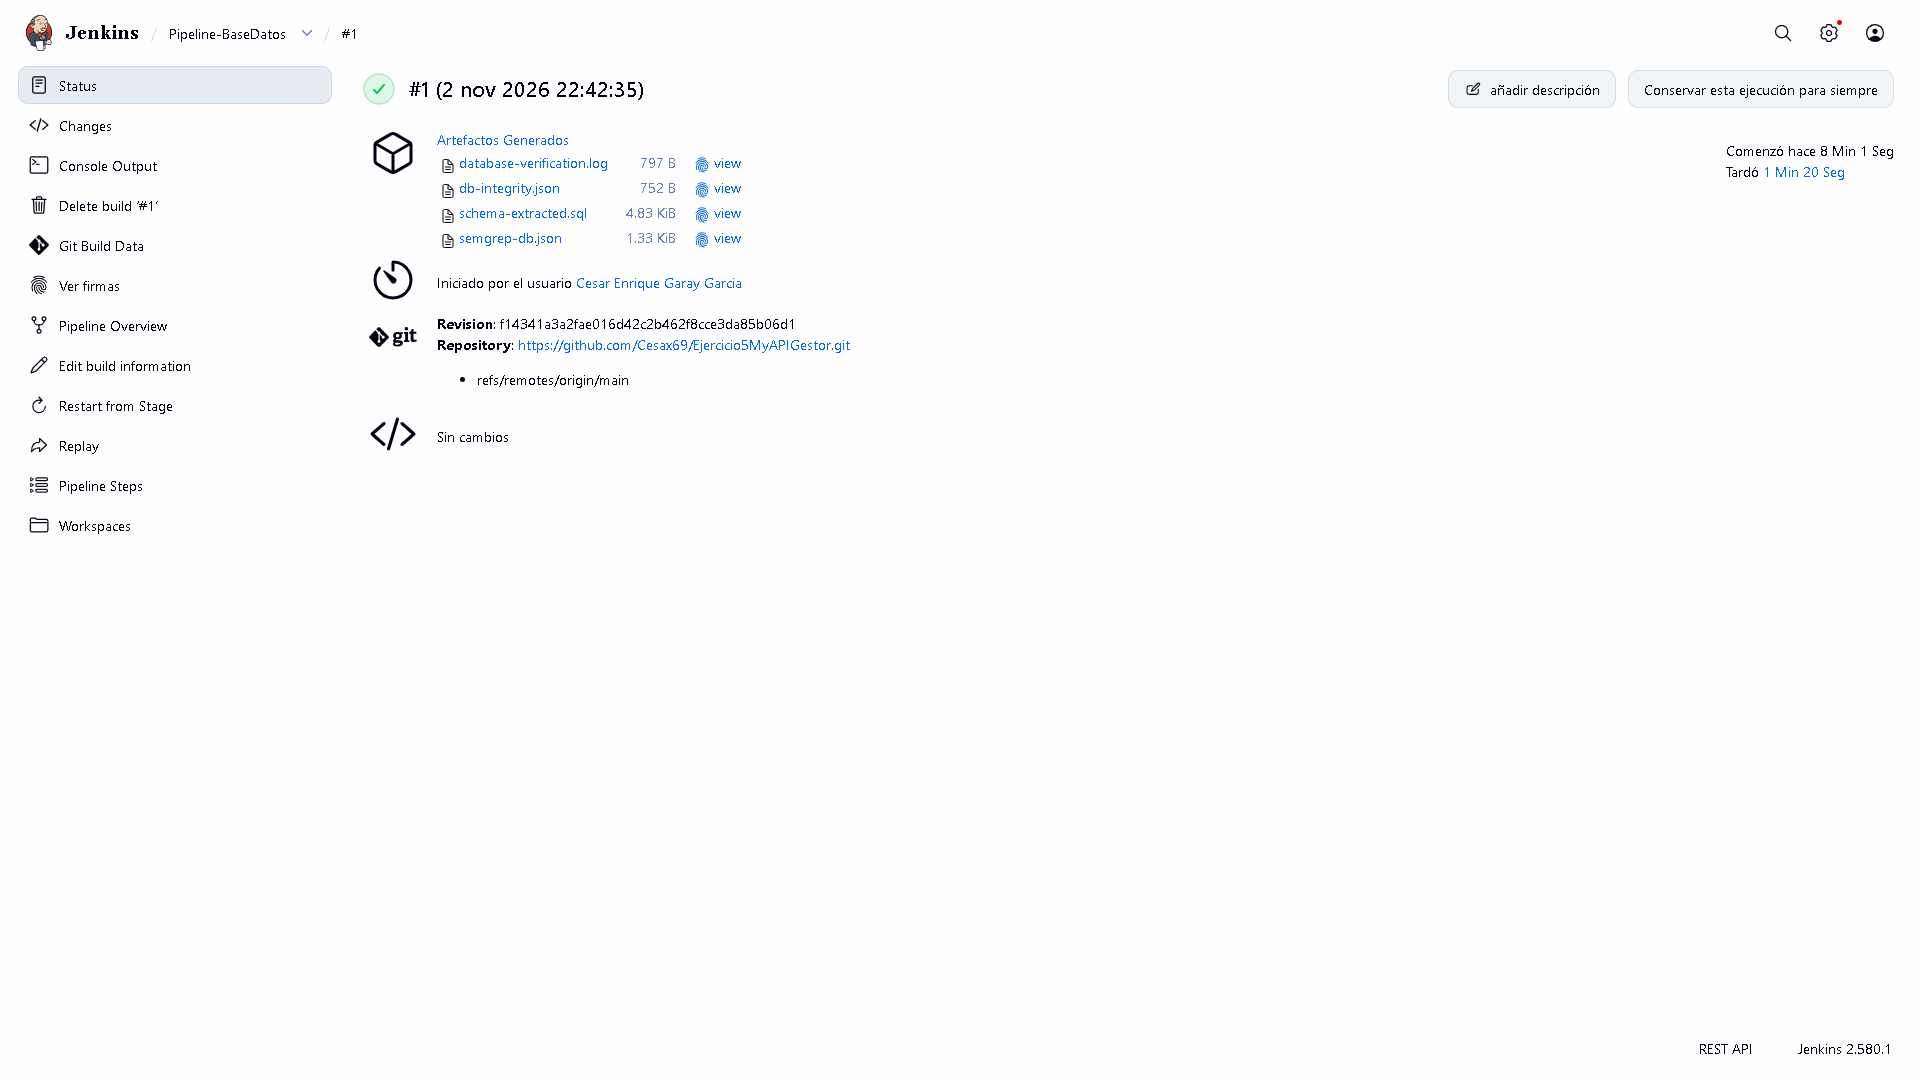 Jenkins / Pipeline-BaseDatos / #1
Status
Changes
Console Output
Delete build '#1'
Git Build Data
Ver firmas
Pipeline Overview
Edit build information
Restart from Stage
Replay
Pipeline Steps
Workspaces
#1 (2 nov 2026 22:42:35)
añadir descripción
Conservar esta ejecución para siempre
Comenzó hace 8 Min 1 Seg
Tardó 1 Min 20 Seg
Artefactos Generados
database-verification.log 797 B view
db-integrity.json 752 B view
schema-extracted.sql 4.83 KiB view
semgrep-db.json 1.33 KiB view
Iniciado por el usuario Cesar Enrique Garay Garcia
git
Revision: f14341a3a2fae016d42c2b462f8cce3da85b06d1
Repository: https://github.com/Cesax69/Ejercicio5MyAPIGestor.git
• refs/remotes/origin/main
Sin cambios
REST API
Jenkins 2.580.1